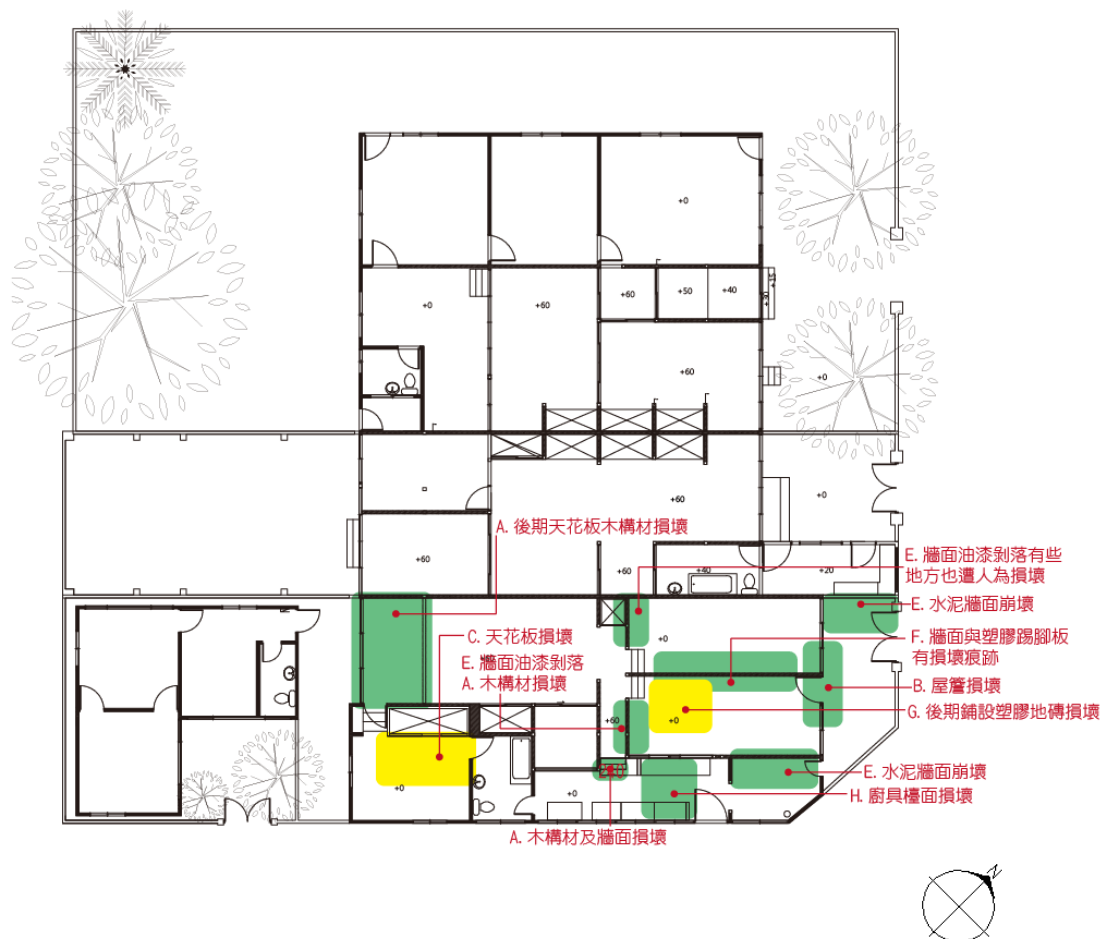 +0
+60
+50
+40
+0
+60
+60
+0
+60
+0
A. 後期天花板木構材損壞
+60
+60
+40
+20
E. 牆面油漆剝落有些
地方也遭人為損壞
E. 水泥牆面崩壞
+0
C. 天花板損壞
F. 牆面與塑膠踢腳板
有損壞痕跡
E. 牆面油漆剝落
A. 木構材損壞
B. 屋簷損壞
G. 後期鋪設塑膠地磚損壞
+60
+0
E. 水泥牆面崩壞
+0
+0
H. 廚具檯面損壞
A. 木構材及牆面損壞
N